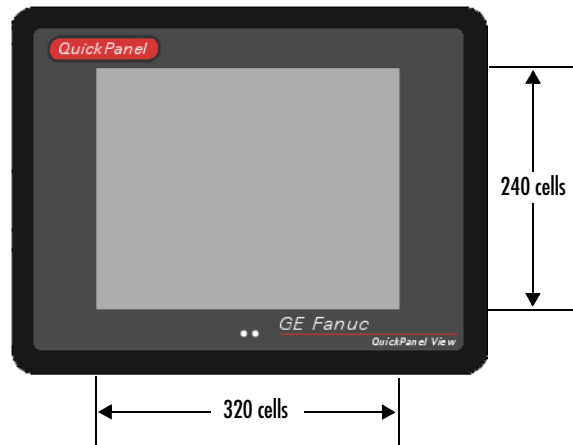 QuickPanel
240 cells
GE Fanuc
QuickPanel View
320 cells